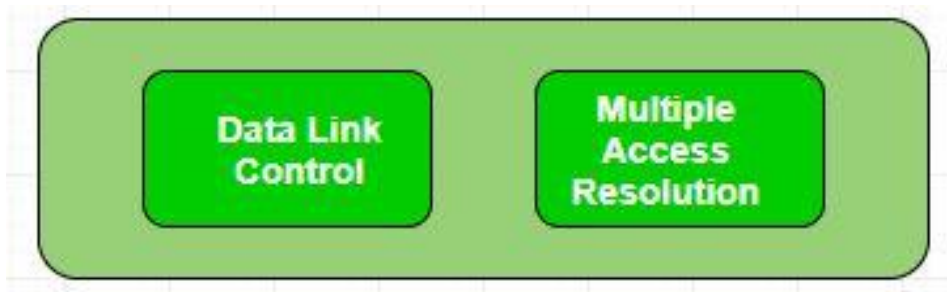 Data Link
Control
Multiple
Access
Resolution